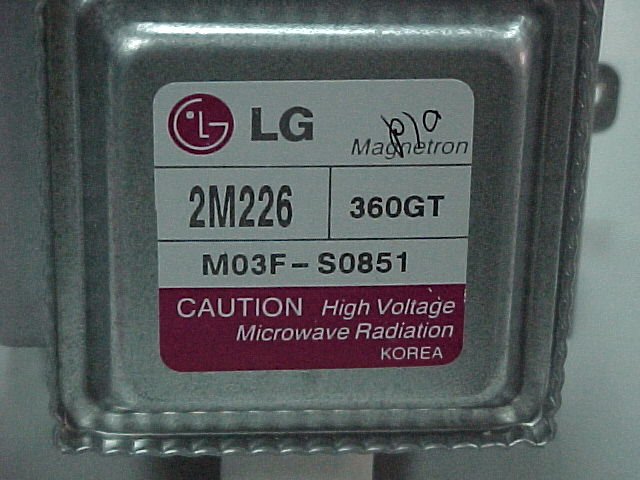 LG
Magnetron
2M226
360GT
M03F-S0851
CAUTION High Voltage
Microwave Radiation
KOREA